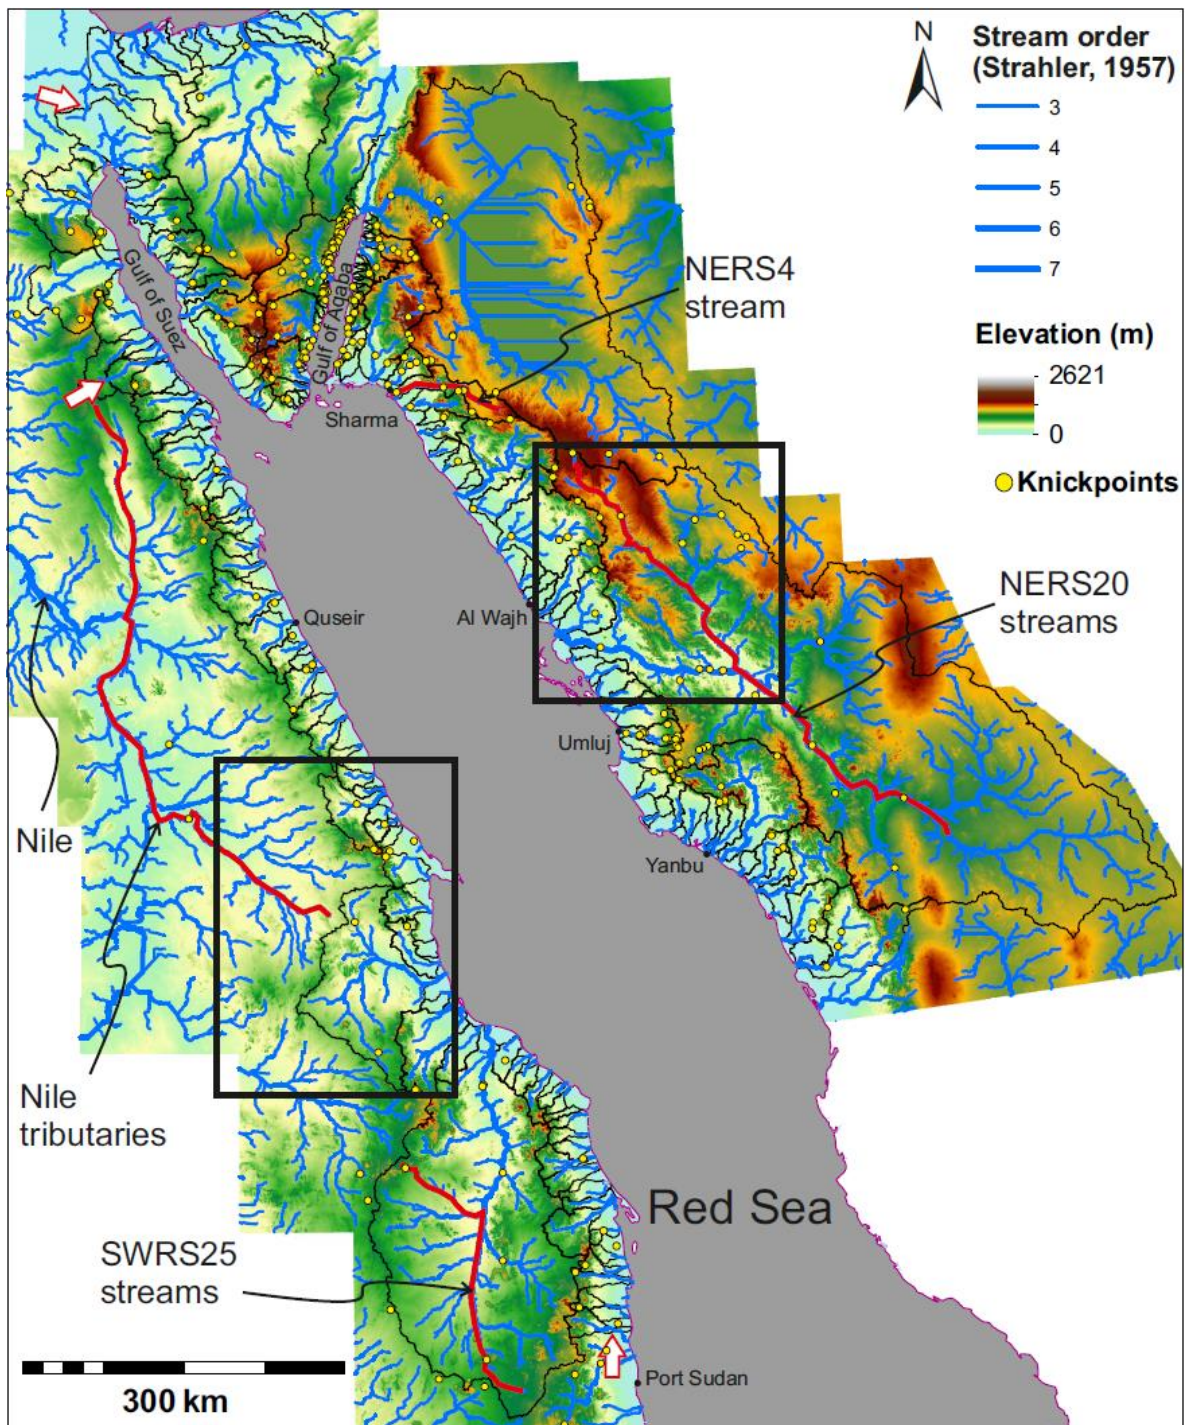 N
Stream order
(Strahler, 1957)
3
4
5
6
7
Elevation (m)
2621
0
Knickpoints
NERS4
stream
Gulf of Suez
Gulf of Aqaba
Sharma
NERS20
streams
Quseir
Al Wajh
Umluj
Nile
Yanbu
Nile
tributaries
Red Sea
SWRS25
streams
Port Sudan
300 km